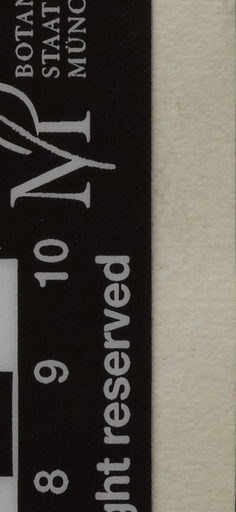 BOTAN
STAAT
MÜNC
M
8 9 10
ght reserved